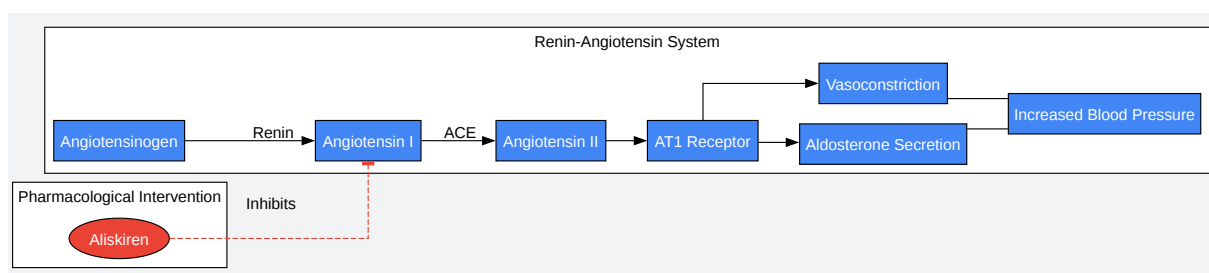 Renin-Angiotensin System
Vasoconstriction
Increased Blood Pressure
Angiotensinogen
Renin
Angiotensin I
ACE
Angiotensin II
AT1 Receptor
Aldosterone Secretion
Pharmacological Intervention
Inhibits
Aliskiren